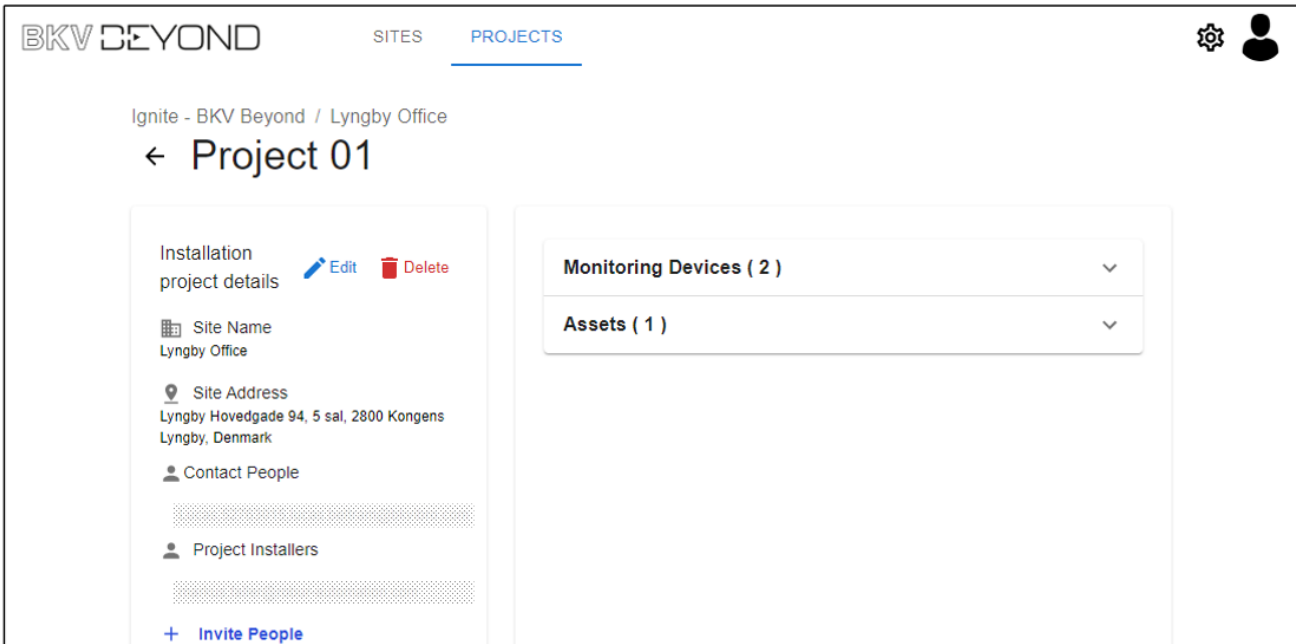 BKV BEYOND SITES PROJECTS
Ignite - BKV Beyond / Lyngby Office
Project 01
Installation
project details
Edit
Delete
Site Name
Lyngby Office
Site Address
Lyngby Hovedgade 94, 5 sal, 2800 Kongens
Lyngby, Denmark
Contact People
Project Installers
+ Invite People
Monitoring Devices ( 2 )
Assets ( 1 )